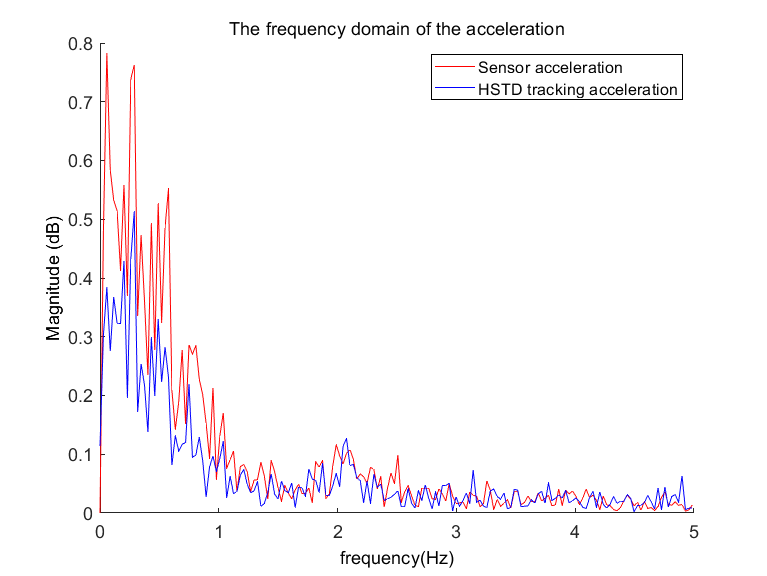 The frequency domain of the acceleration
Sensor acceleration
HSTD tracking acceleration
Magnitude (dB)
0.8
0.7
0.6
0.5
0.4
0.3
0.2
0.1
0
0 1 2 3 4 5
frequency(Hz)